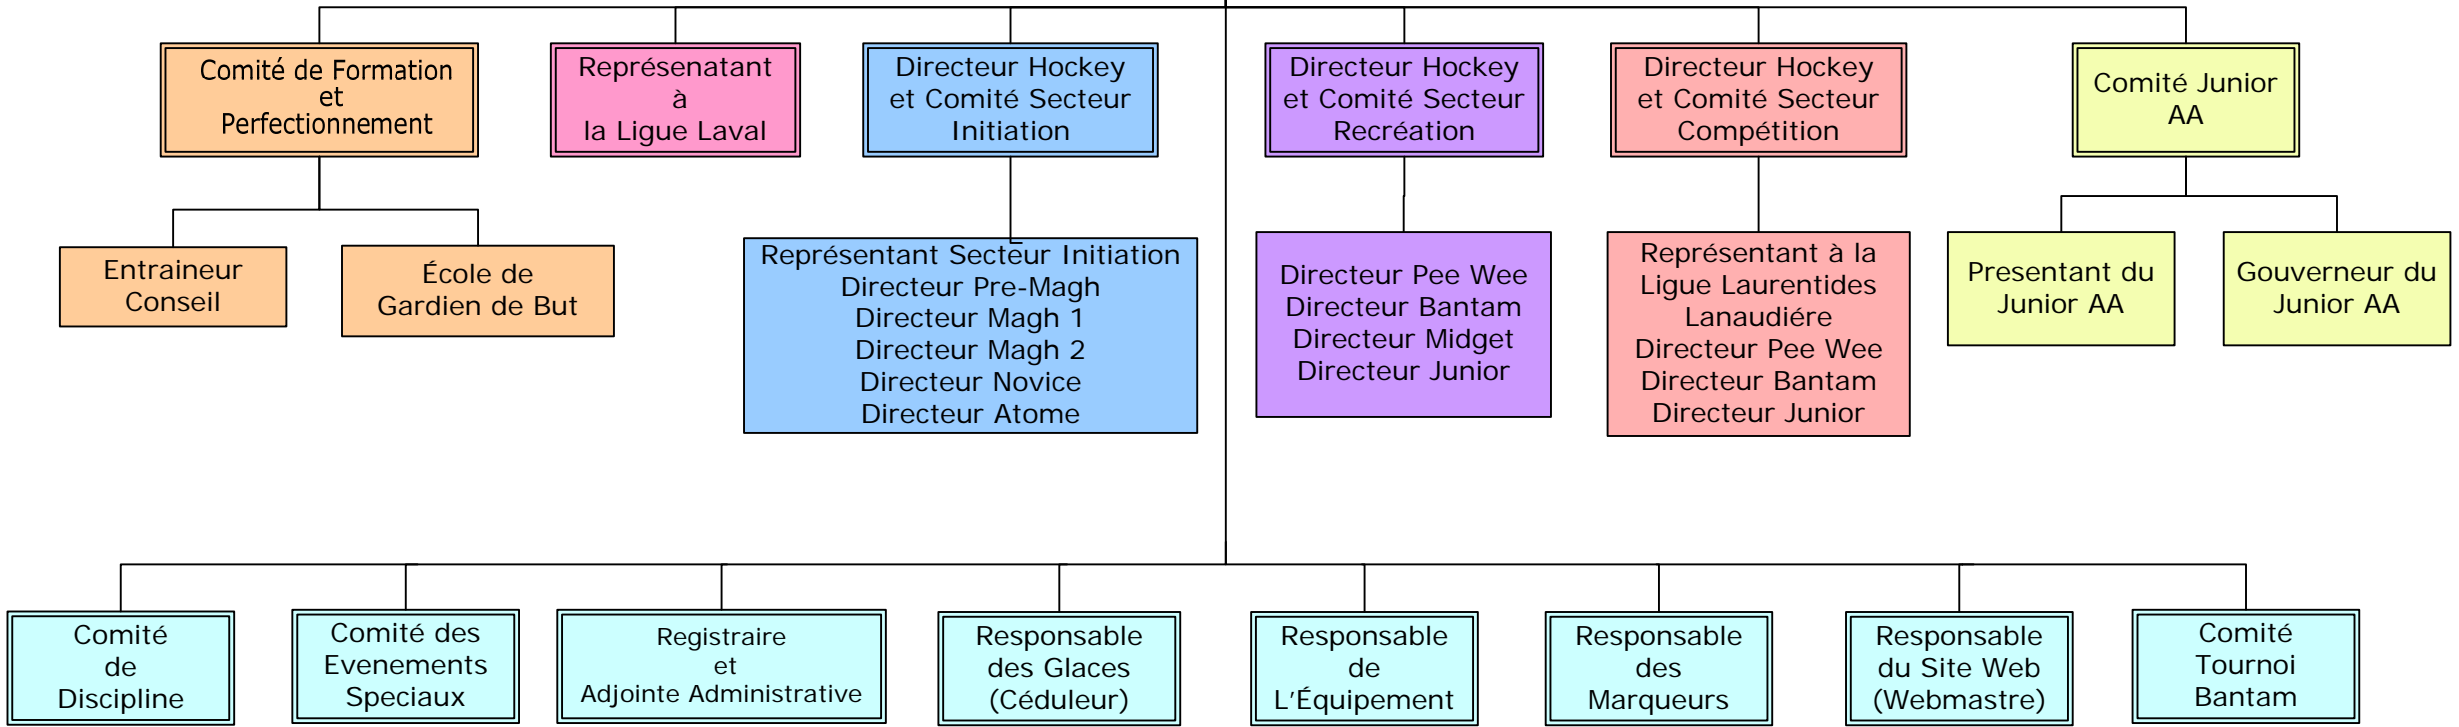 Comité de Formation
et
Perfectionnement
Représenatant
à
la Ligue Laval
Directeur Hockey
et Comité Secteur
Initiation
Directeur Hockey
et Comité Secteur
Recréation
Directeur Hockey
et Comité Secteur
Compétition
Comité Junior
AA
Entraineur
Conseil
École de
Gardien de But
Représentant Secteur Initiation
Directeur Pre-Magh
Directeur Magh 1
Directeur Magh 2
Directeur Novice
Directeur Atome
Directeur Pee Wee
Directeur Bantam
Directeur Midget
Directeur Junior
Représentant à la
Ligue Laurentides
Lanaudiére
Directeur Pee Wee
Directeur Bantam
Directeur Junior
Presentant du
Junior AA
Gouverneur du
Junior AA
Comité
de
Discipline
Comité des
Evenements
Speciaux
Registraire
et
Adjointe Administrative
Responsable
des Glaces
(Céduleur)
Responsable
de
L'Équipement
Responsable
des
Marqueurs
Responsable
du Site Web
(Webmastre)
Comité
Tournoi
Bantam